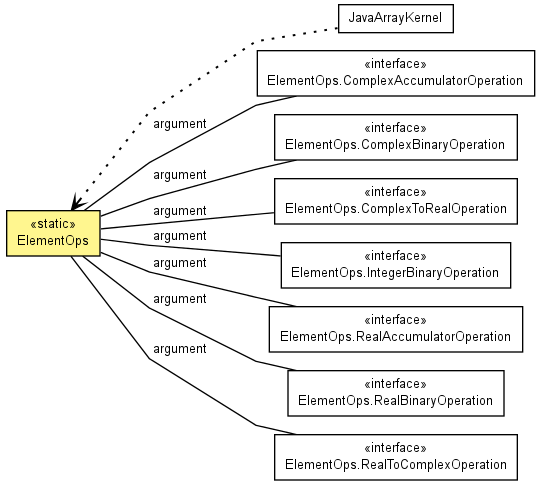 JavaArrayKernel
«interface»
ElementOps.ComplexAccumulatorOperation
argument
«interface»
ElementOps.ComplexBinaryOperation
argument
«interface»
ElementOps.ComplexToRealOperation
argument
«static»
ElementOps
argument
«interface»
ElementOps.IntegerBinaryOperation
argument
«interface»
ElementOps.RealAccumulatorOperation
argument
«interface»
ElementOps.RealBinaryOperation
argument
«interface»
ElementOps.RealToComplexOperation